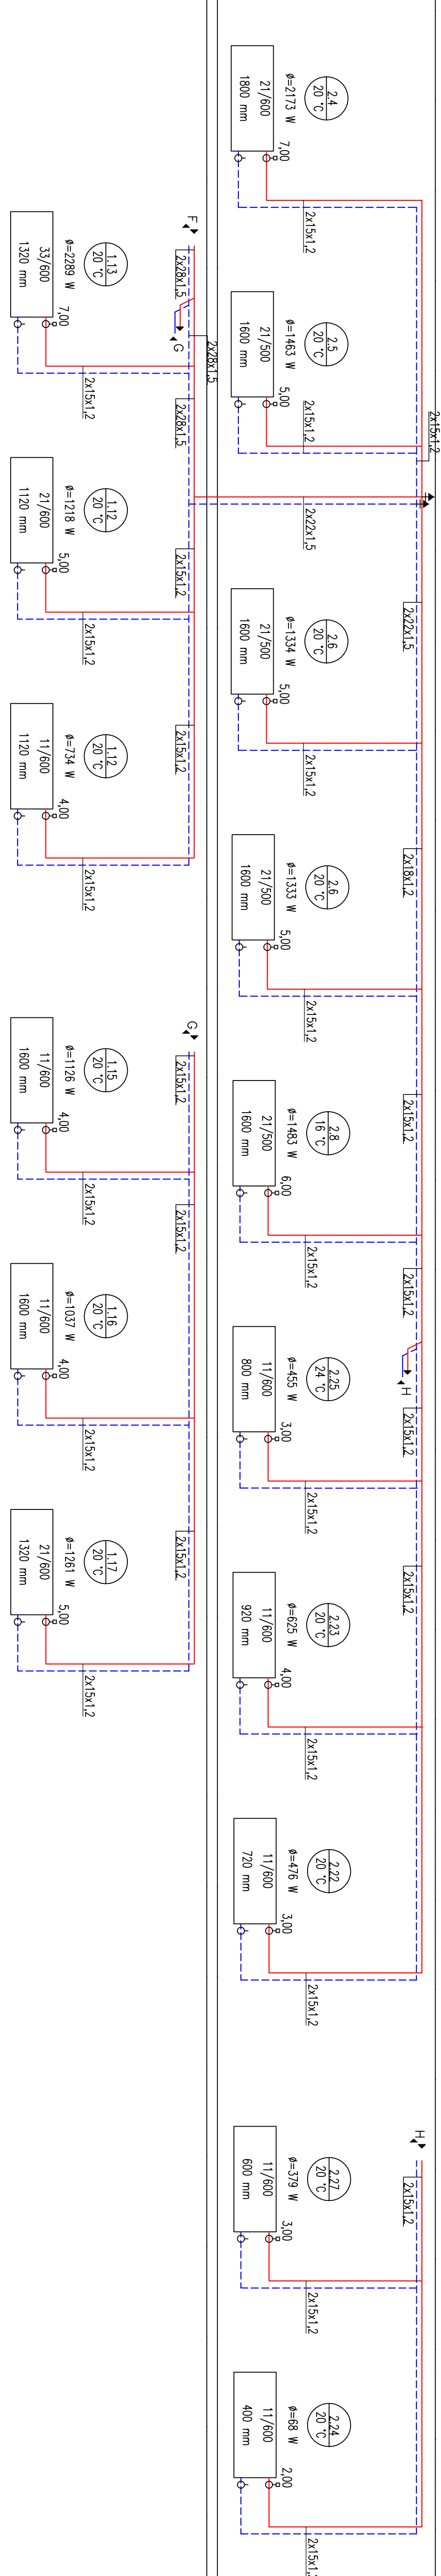 2.4
20 °C
Ø=2173 W
21/600
1800 mm
7,00
2x15x1,2
2.5
20 °C
Ø=1463 W
21/500
1600 mm
5,00
2x15x1,2
2x15x1,2
2x22x1,5
2.6
20 °C
Ø=1334 W
21/500
1600 mm
5,00
2x15x1,2
2x22x1,5
2.6
20 °C
Ø=1333 W
21/500
1600 mm
5,00
2x15x1,2
2x18x1,2
2.8
16 °C
Ø=1483 W
21/500
1600 mm
6,00
2x15x1,2
2x15x1,2
2x15x1,2
H
2.25
24 °C
Ø=455 W
11/600
800 mm
3,00
2x15x1,2
2x15x1,2
2.23
20 °C
Ø=625 W
11/600
920 mm
4,00
2x15x1,2
2x15x1,2
2.22
20 °C
Ø=476 W
11/600
720 mm
3,00
2x15x1,2
H
2x15x1,2
2.27
20 °C
Ø=379 W
11/600
600 mm
3,00
2x15x1,2
2.24
20 °C
Ø=68 W
11/600
400 mm
2,00
2x15x1,
F
2x28x1,5
G
2x28x1,5
1.13
20 °C
Ø=2289 W
33/600
1320 mm
7,00
2x15x1,2
2x28x1,5
1.12
20 °C
Ø=1218 W
21/600
1120 mm
5,00
2x15x1,2
2x15x1,2
1.12
20 °C
Ø=734 W
11/600
1120 mm
4,00
2x15x1,2
2x15x1,2
G
2x15x1,2
1.15
20 °C
Ø=1126 W
11/600
1600 mm
4,00
2x15x1,2
2x15x1,2
1.16
20 °C
Ø=1037 W
11/600
1600 mm
4,00
2x15x1,2
2x15x1,2
1.17
20 °C
Ø=1261 W
21/600
1320 mm
5,00
2x15x1,2